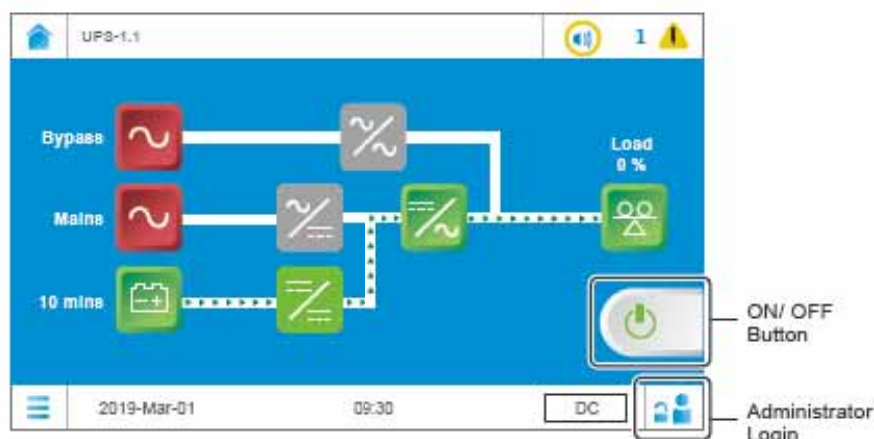 UPS-1.1
1
Bypass
Load
0 %
Mains
10 mins
ON/ OFF
Button
2019-Mar-01
09:30
DC
Administrator
Login